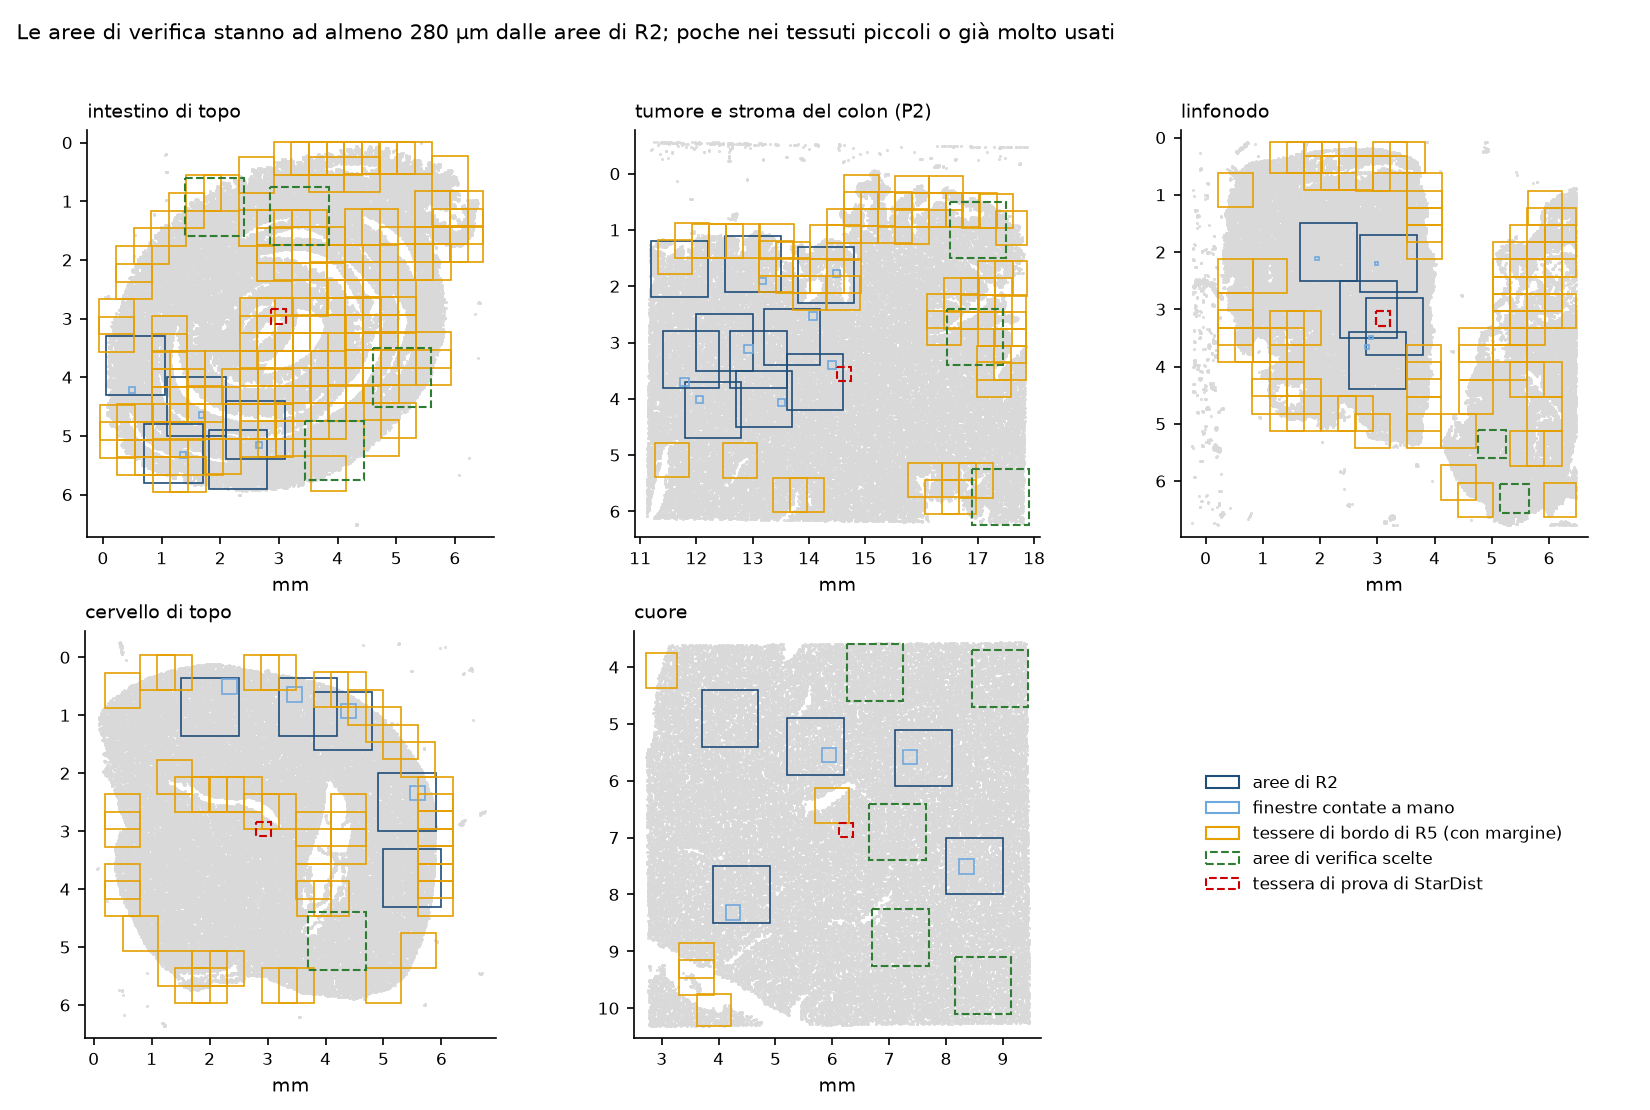 Le aree di verifica stanno ad almeno 280 µm dalle aree di R2; poche nei tessuti piccoli o già molto usati
intestino di topo
0
1
2
3
4
5
6
0 1 2 3 4 5 6
mm
tumore e stroma del colon (P2)
0
1
2
3
4
5
6
11 12 13 14 15 16 17 18
mm
linfonodo
0
1
2
3
4
5
6
0 1 2 3 4 5 6
mm
cervello di topo
0
1
2
3
4
5
6
0 1 2 3 4 5 6
mm
cuore
4
5
6
7
8
9
10
3 4 5 6 7 8 9
mm
aree di R2
finestre contate a mano
tessere di bordo di R5 (con margine)
aree di verifica scelte
tessera di prova di StarDist